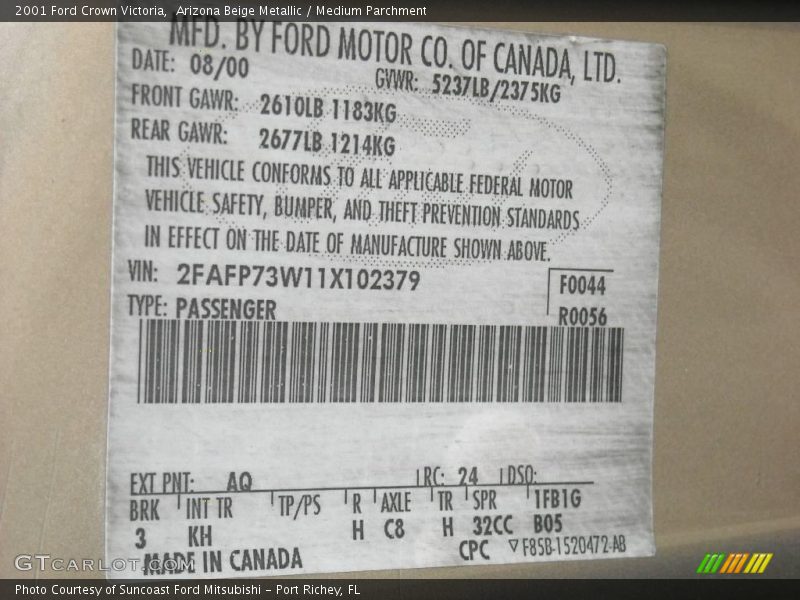 2001 Ford Crown Victoria, Arizona Beige Metallic / Medium Parchment
MFD. BY FORD MOTOR CO. OF CANADA, LTD.
DATE: 08/00 GVWR: 5237LB/2375KG
FRONT GAWR: 2610LB 1183KG
REAR GAWR: 2677LB 1214KG
THIS VEHICLE CONFORMS TO ALL APPLICABLE FEDERAL MOTOR
VEHICLE SAFETY, BUMPER, AND THEFT PREVENTION STANDARDS
IN EFFECT ON THE DATE OF MANUFACTURE SHOWN ABOVE.
VIN: 2FAFP73W11X102379 F0044
TYPE: PASSENGER R0056
EXT PNT: AQ RC: 24 DSO:
BRK INT TR TP/PS R AXLE TR SPR 1FB1G
3 KH H C8 H 32CC B05
MADE IN CANADA CPC ▽F85B-1520472-AB
GTCarLot.com
Photo Courtesy of Suncoast Ford Mitsubishi - Port Richey, FL